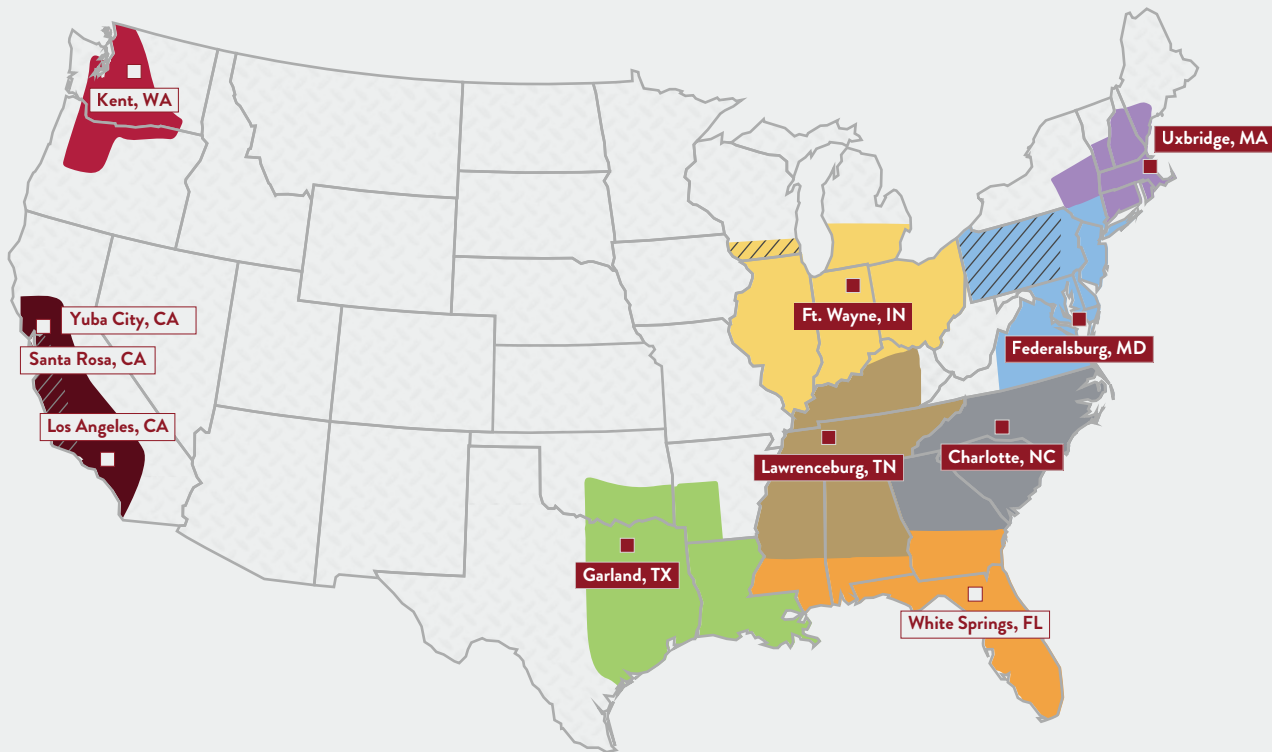 Kent, WA
Uxbridge, MA
Yuba City, CA
Santa Rosa, CA
Ft. Wayne, IN
Federalsburg, MD
Los Angeles, CA
Lawrenceburg, TN
Charlotte, NC
Garland, TX
White Springs, FL